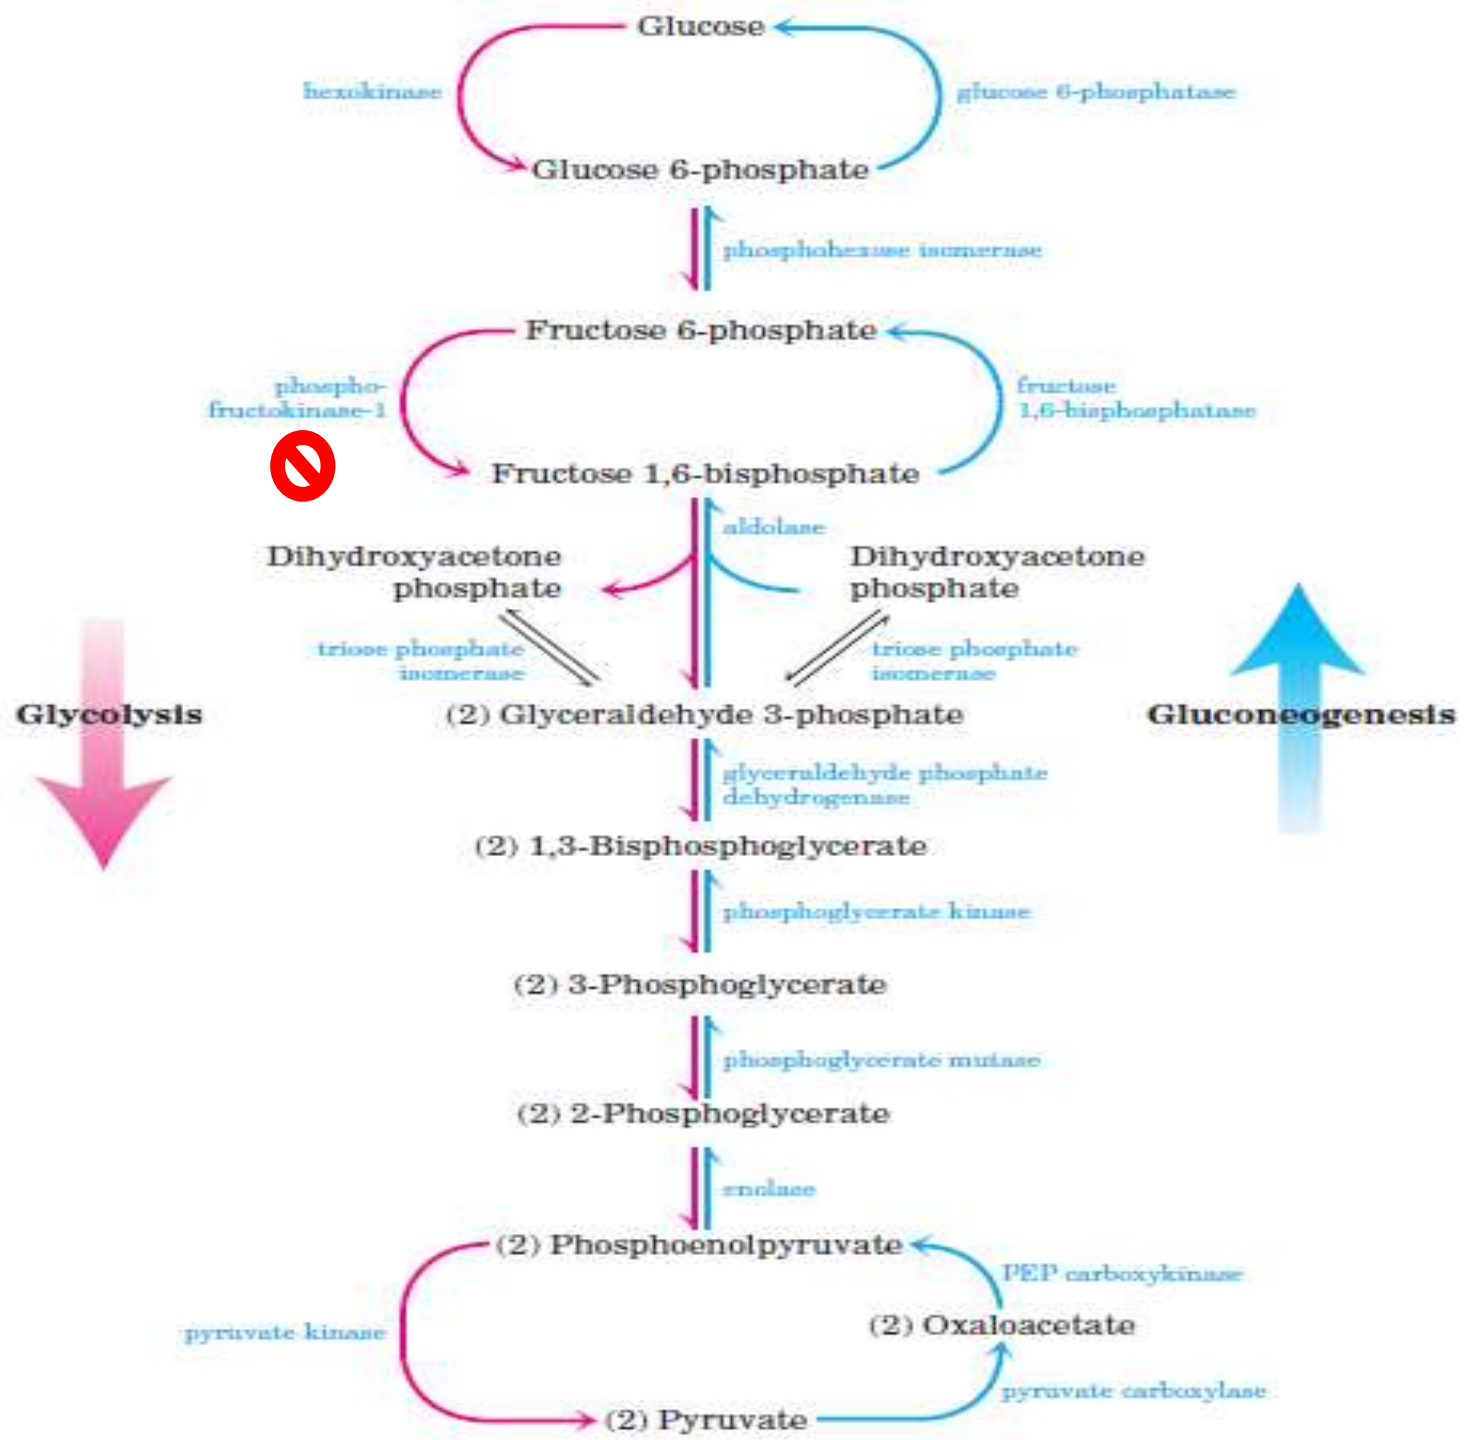 Glucose
hexokinase
glucose 6-phosphatase
Glucose 6-phosphate
phosphohexose isomerase
Fructose 6-phosphate
phospho-
fructokinase-1
fructose
1,6-bisphosphatase
Fructose 1,6-bisphosphate
aldolase
Dihydroxyacetone
phosphate
Dihydroxyacetone
phosphate
triose phosphate
isomerase
triose phosphate
isomerase
Glycolysis
(2) Glyceraldehyde 3-phosphate
Gluconeogenesis
glyceraldehyde phosphate
dehydrogenase
(2) 1,3-Bisphosphoglycerate
phosphoglycerate kinase
(2) 3-Phosphoglycerate
phosphoglycerate mutase
(2) 2-Phosphoglycerate
enolase
(2) Phosphoenolpyruvate
PEP carboxykinase
pyruvate kinase
(2) Oxaloacetate
pyruvate carboxylase
(2) Pyruvate